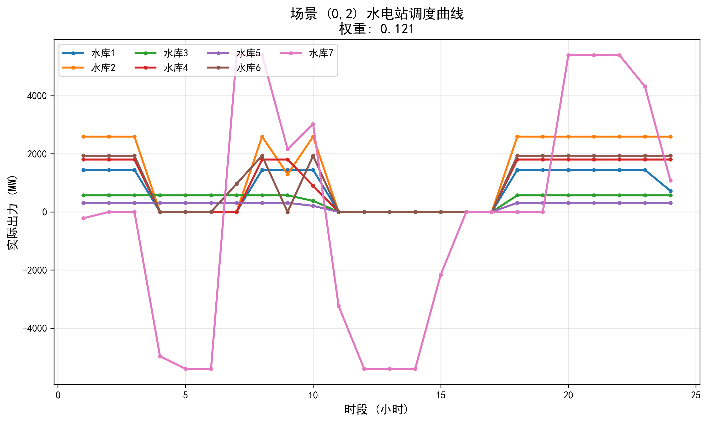 场景 (0,2) 水电站调度曲线
权重: 0.121
水库1 水库3 水库5 水库7
水库2 水库4 水库6
实际出力 (MW)
4000
2000
0
−2000
−4000
0 5 10 15 20 25
时段 (小时)